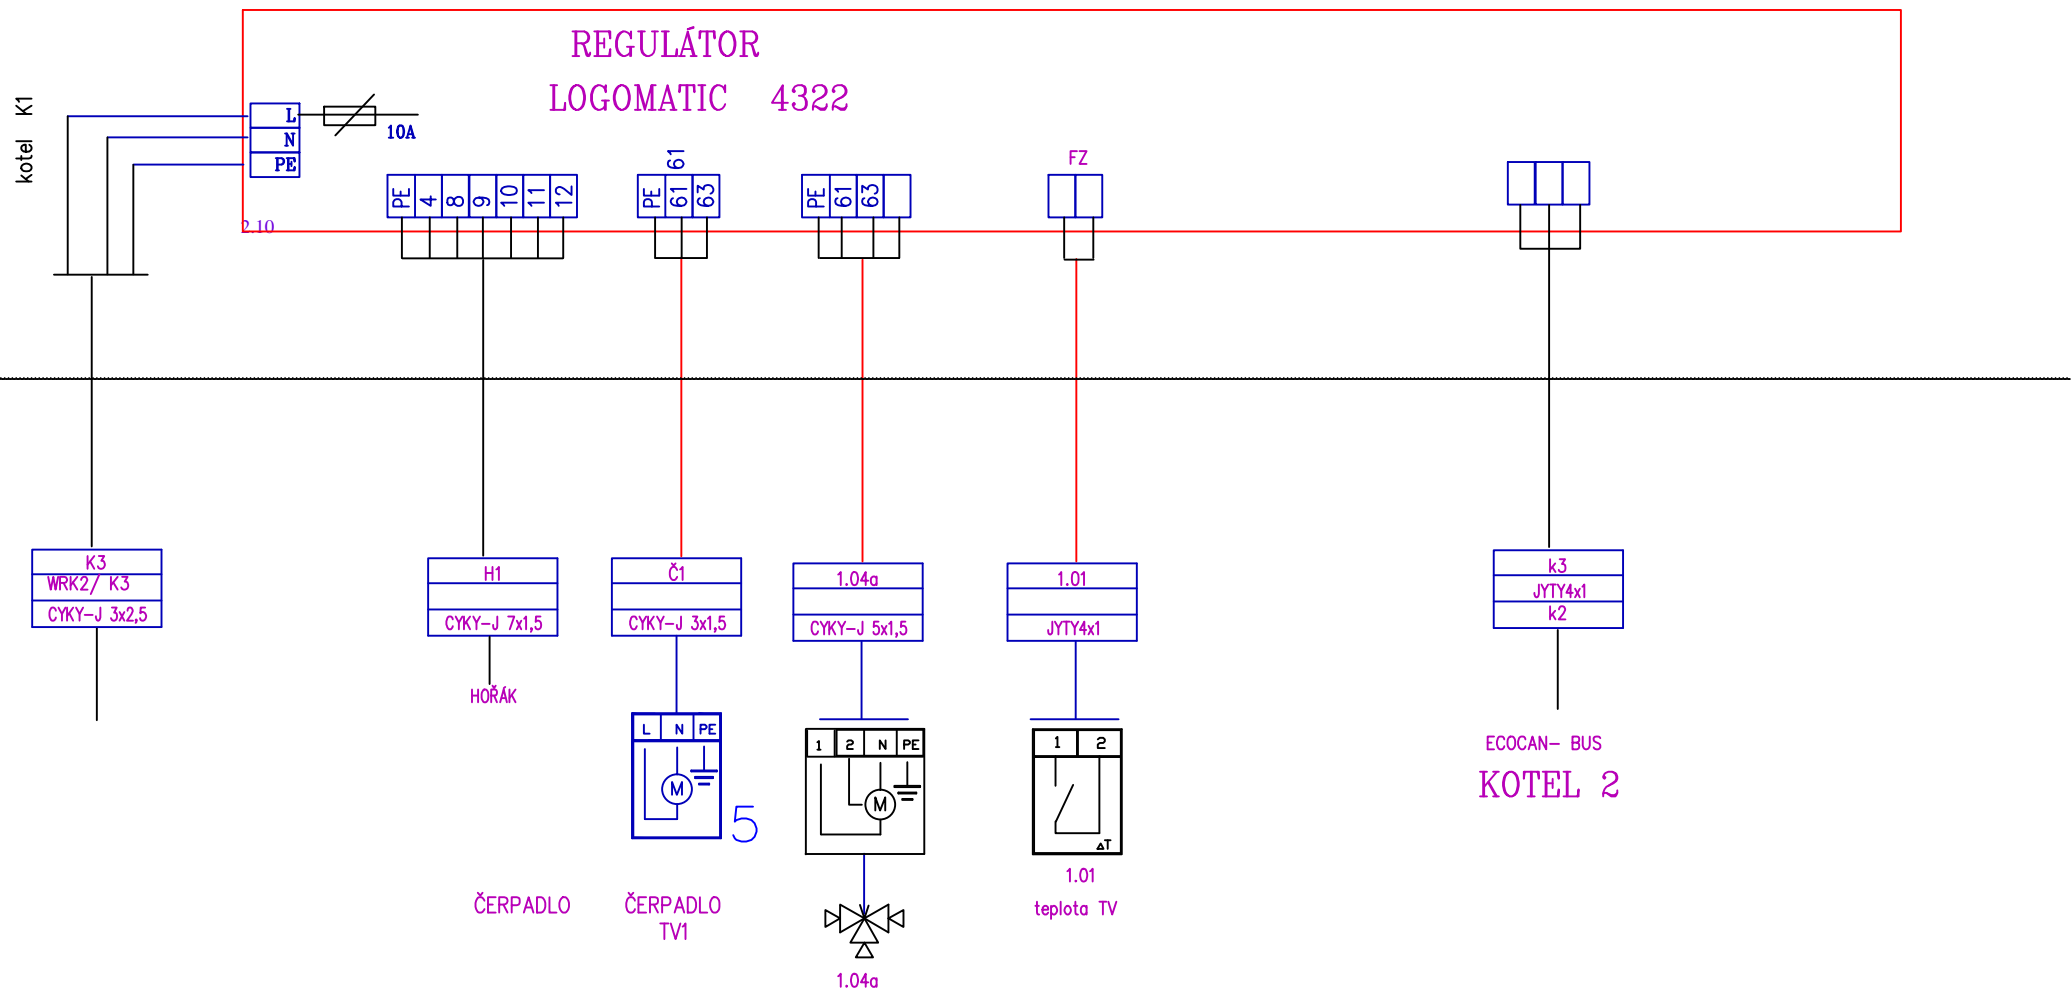 REGULÁTOR
LOGOMATIC 4322
kotel K1
L
N
PE
10A
2.10
PE 4 8 9 10 11 12
61
PE 61 63
PE 61 63
FZ
K3
WRK2/ K3
CYKY-J 3x2,5
H1
CYKY-J 7x1,5
HOŘÁK
Č1
CYKY-J 3x1,5
1.04a
CYKY-J 5x1,5
1.01
JYTY4x1
k3
JYTY4x1
k2
L N PE
M
5
1 2 N PE
M
1 2
ΔT
ECOCAN- BUS
KOTEL 2
ČERPADLO
ČERPADLO
TV1
1.04a
1.01
teplota TV